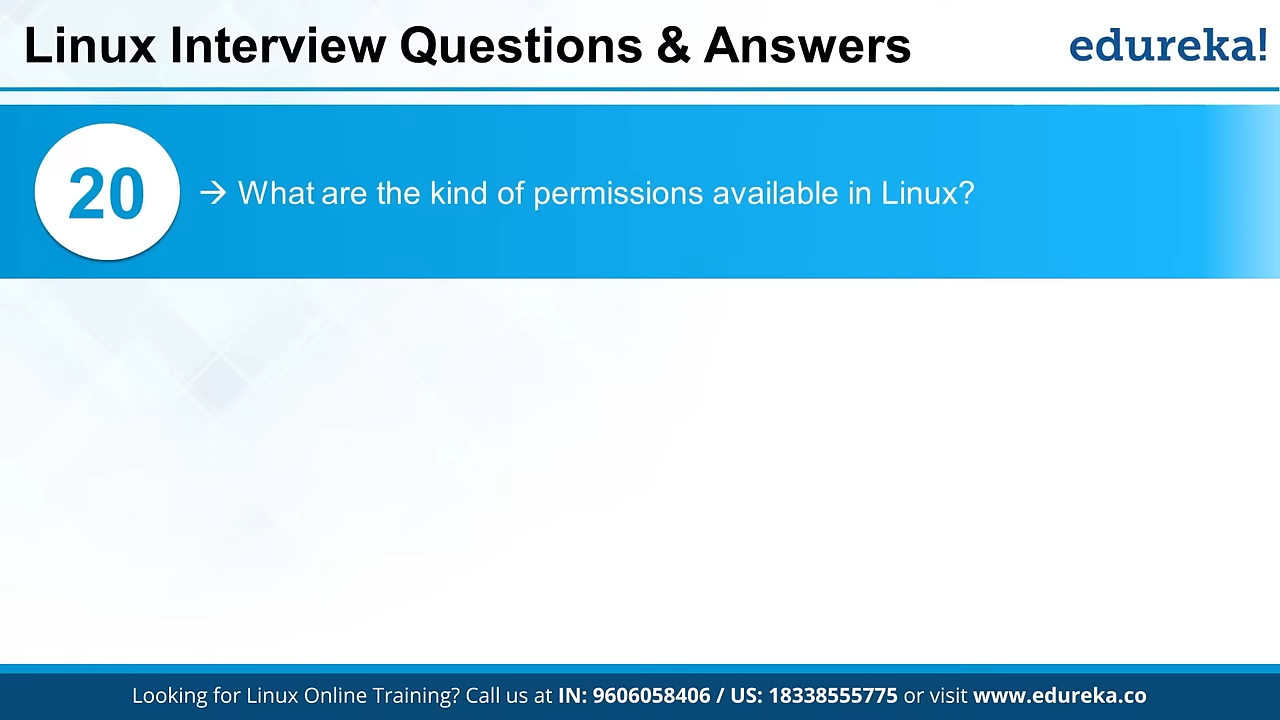 Linux Interview Questions & Answers
edureka!
20
→ What are the kind of permissions available in Linux?
Looking for Linux Online Training? Call us at IN: 9606058406 / US: 18338555775 or visit www.edureka.co